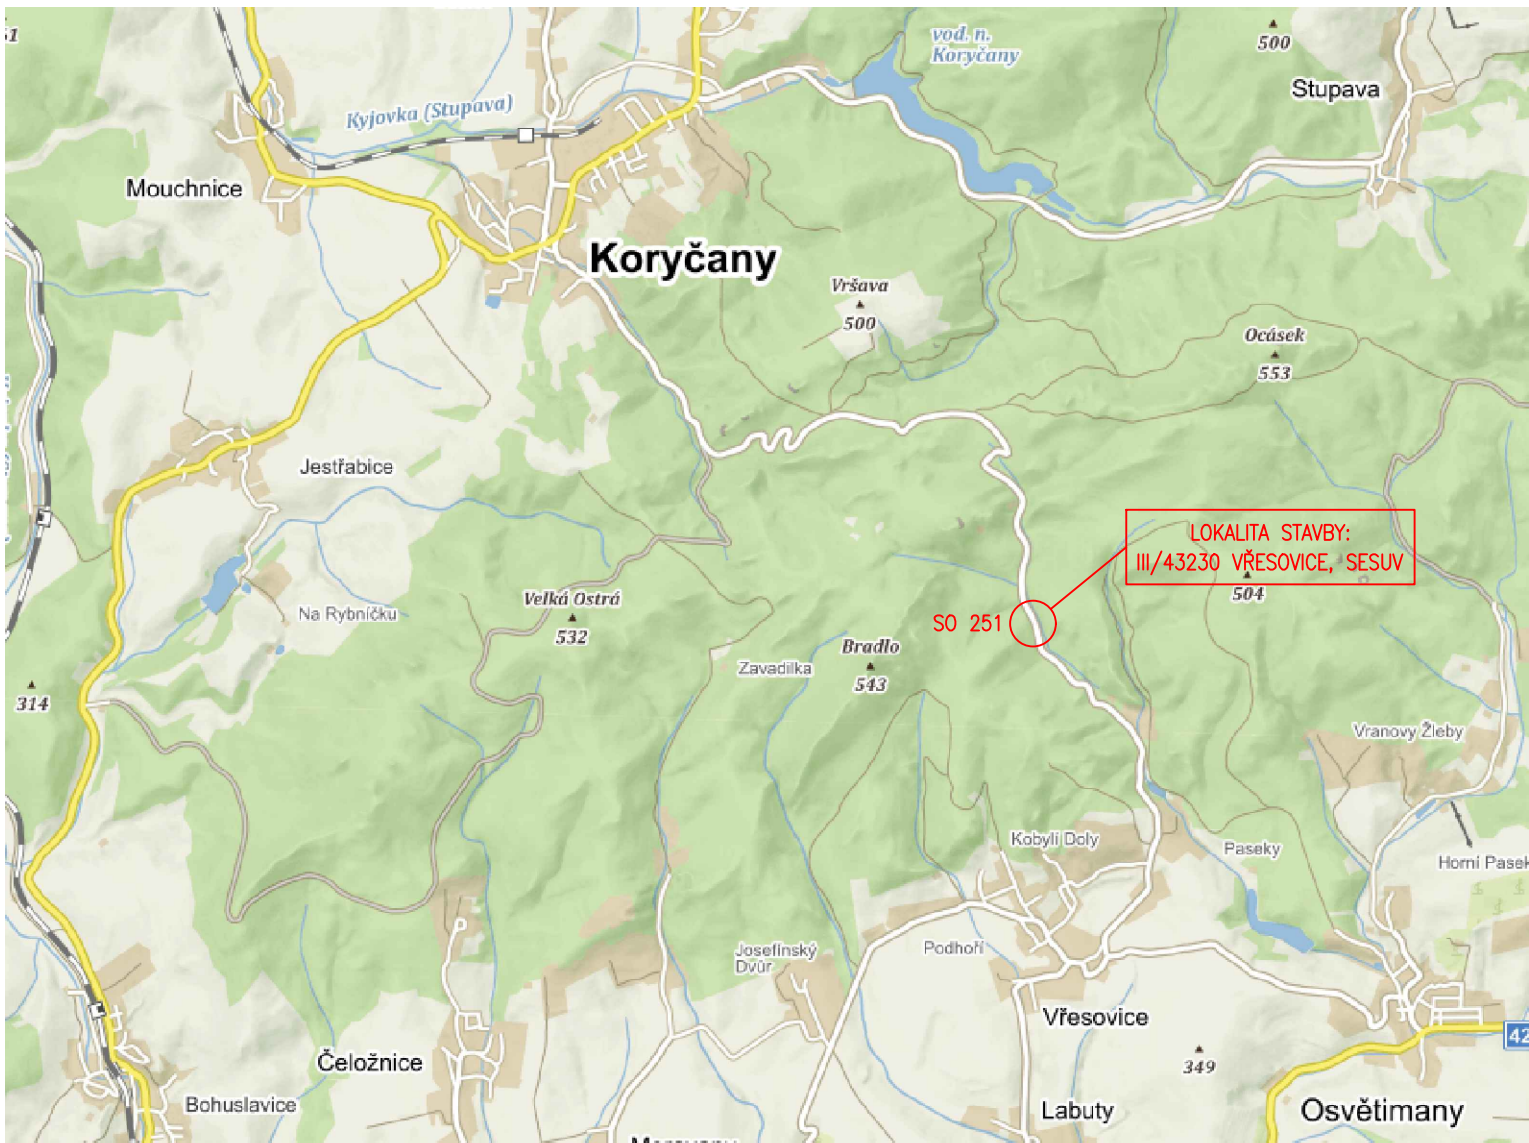 vod. n.
Koryčany
500
Stupava
Kyjovka (Stupava)
Mouchnice
Koryčany
Vršava
500
Ocásek
553
Jestřabice
LOKALITA STAVBY:
III/43230 VŘESOVICE, SESUV
504
Na Rybníčku
Velká Ostrá
532
SO 251
Bradlo
543
Zavadilka
314
Vranovy Žleby
Kobylí Doly
Paseky
Horní Pasek
Josefínský
Dvůr
Podhoří
Vřesovice
42
Čeložnice
349
Bohuslavice
Labuty
Osvětimany